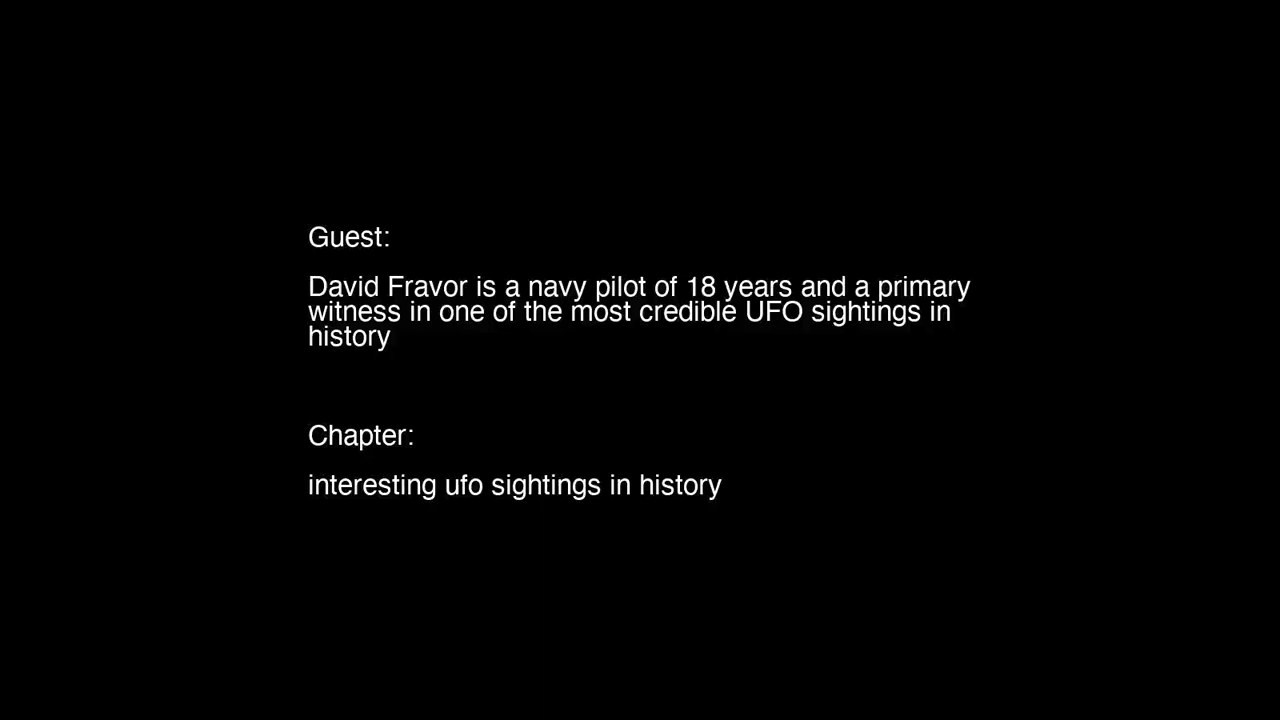 Guest:
David Fravor is a navy pilot of 18 years and a primary
witness in one of the most credible UFO sightings in
history
Chapter:
interesting ufo sightings in history